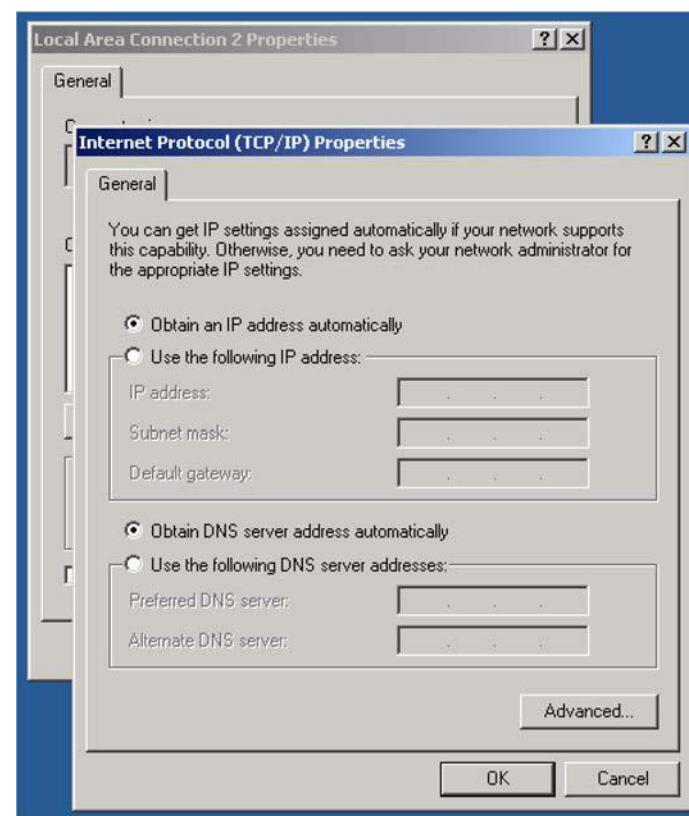 Local Area Connection 2 Properties
General
Internet Protocol (TCP/IP) Properties
General
You can get IP settings assigned automatically if your network supports
this capability. Otherwise, you need to ask your network administrator for
the appropriate IP settings.
Obtain an IP address automatically
Use the following IP address:
IP address:
Subnet mask:
Default gateway:
Obtain DNS server address automatically
Use the following DNS server addresses:
Preferred DNS server:
Alternate DNS server:
Advanced...
OK
Cancel